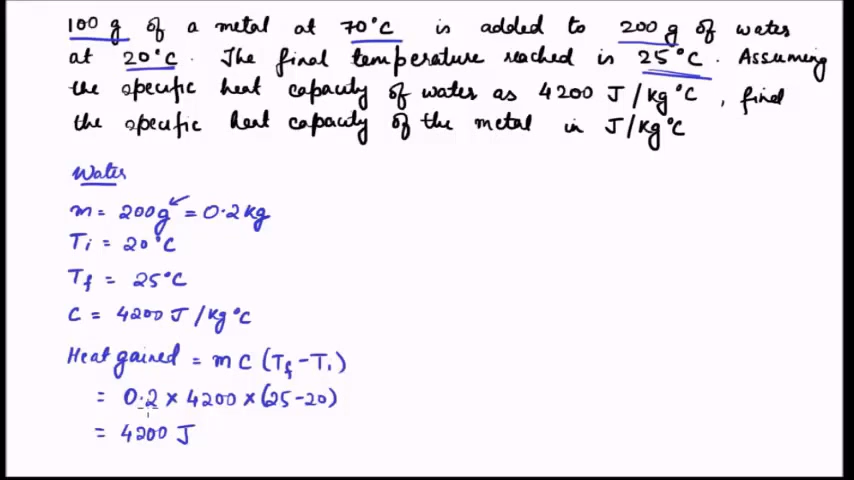 100 g of a metal at 70°C is added to 200 g of water
at 20°C. The final temperature reached is 25°C. Assuming
the specific heat capacity of water as 4200 J/kg°C, find
the specific heat capacity of the metal in J/kg°C
Water
m = 200g = 0.2 kg
Ti = 20°C
Tf = 25°C
C = 4200 J/kg°C
Heat gained = m C (Tf - Ti)
= 0.2 × 4200 × (25-20)
= 4200 J